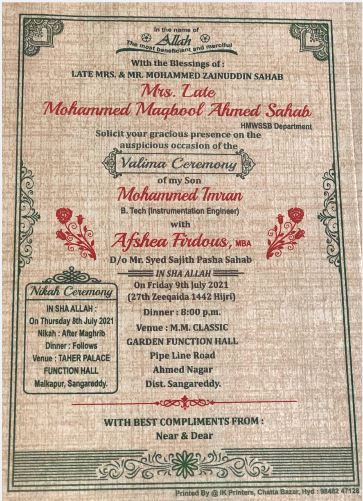 In the name of
Allah
The most beneficient and merciful
With the Blessings of :
LATE MRS. & MR. MOHAMMED ZAINUDDIN SAHAB
Mrs. Late
Mohammed Maqbool Ahmed Sahab
HMWSSB Department
Solicit your gracious presence on the
auspicious occasion of the
Valima Ceremony
of my Son
Mohammed Imran
B. Tech (Instrumentation Engineer)
with
Afshea Firdous, MBA
D/o Mr. Syed Sajith Pasha Sahab
IN SHA ALLAH
On Friday 9th July 2021
(27th Zeeqaida 1442 Hijri)
Dinner : 8:00 p.m.
Venue : M.M. CLASSIC
GARDEN FUNCTION HALL
Pipe Line Road
Ahmed Nagar
Dist. Sangareddy.
Nikah Ceremony
IN SHA ALLAH :
On Thursday 8th July 2021
Nikah : After Maghrib
Dinner : Follows
Venue : TAHER PALACE
FUNCTION HALL
Malkapur, Sangareddy.
WITH BEST COMPLIMENTS FROM :
Near & Dear
Printed By @ IK Printers, Chatta Bazar, Hyd : 98482 47125